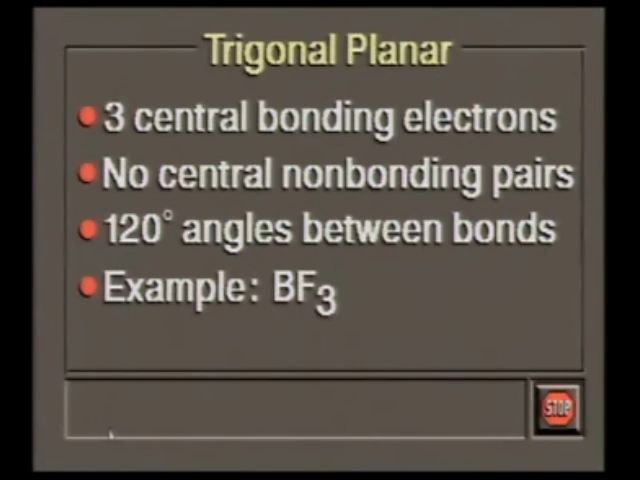 Trigonal Planar
3 central bonding electrons
No central nonbonding pairs
120° angles between bonds
Example: BF₃
STOP